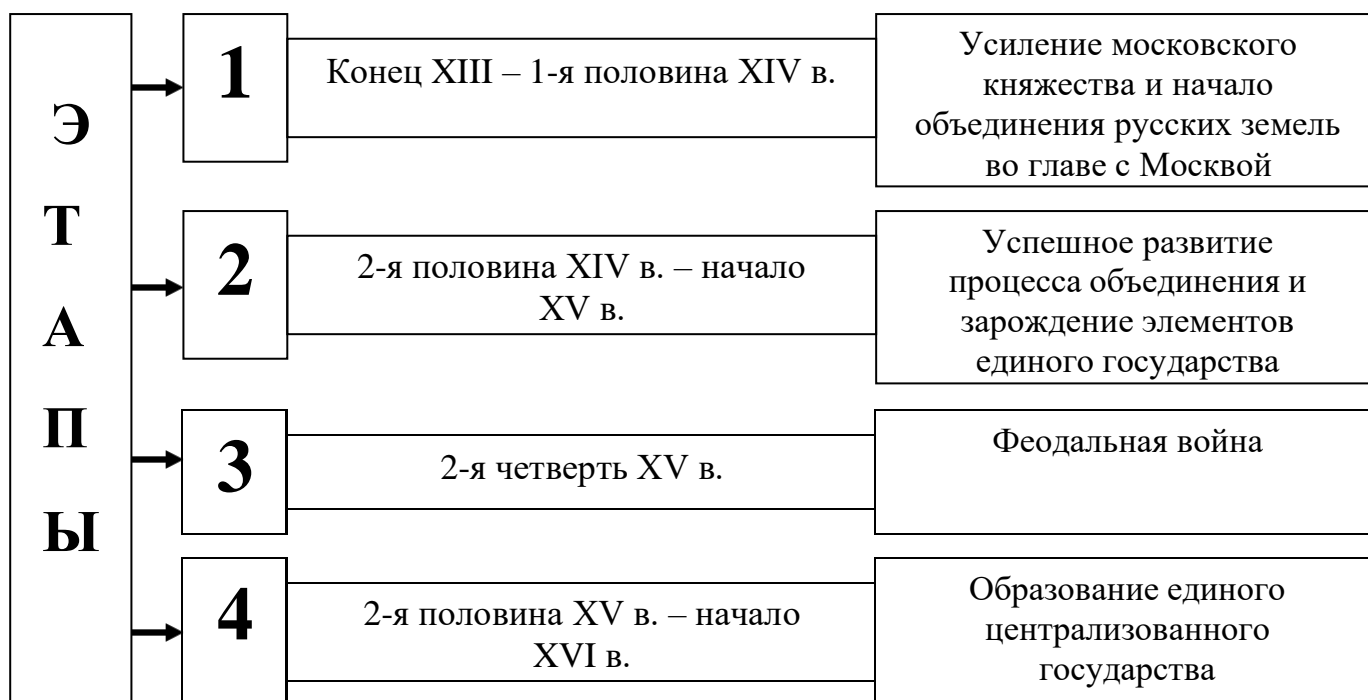 ЭТАПЫ
1
Конец XIII – 1-я половина XIV в.
Усиление московского
княжества и начало
объединения русских земель
во главе с Москвой
2
2-я половина XIV в. – начало
XV в.
Успешное развитие
процесса объединения и
зарождение элементов
единого государства
3
2-я четверть XV в.
Феодальная война
4
2-я половина XV в. – начало
XVI в.
Образование единого
централизованного
государства